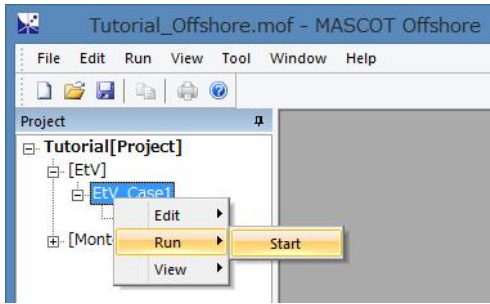 Tutorial_Offshore.mof - MASCOT Offshore
File Edit Run View Tool Window Help
Project
Tutorial[Project]
[EtV]
EtV_Case1
Edit
[Mont
Run
Start
View